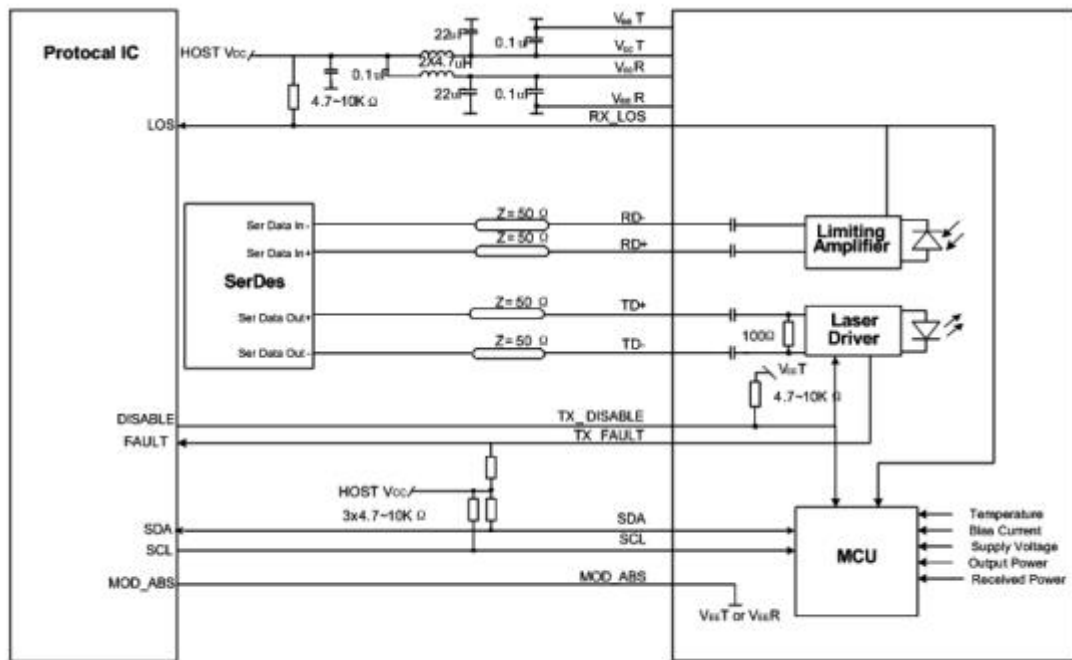 Protocal IC
HOST Vcc
22uF
0.1uF
VeeT
VccT
2X4.7uH
VccR
0.1uF
4.7~10K Ω
22uF
0.1uF
VeeR
LOS
RX_LOS
Z=50 Ω
RD-
Ser Data In -
Z=50 Ω
RD+
Ser Data In+
Limiting
Amplifier
SerDes
Z=50 Ω
TD+
Ser Data Out+
100Ω
Laser
Driver
Z=50 Ω
TD-
Ser Data Out -
VccT
4.7~10K Ω
DISABLE
TX_DISABLE
FAULT
TX_FAULT
HOST Vcc
3x4.7~10K Ω
SDA
SDA
SCL
SCL
MCU
Temperature
Bias Current
Supply Voltage
Output Power
Received Power
MOD_ABS
MOD_ABS
VeeT or VeeR